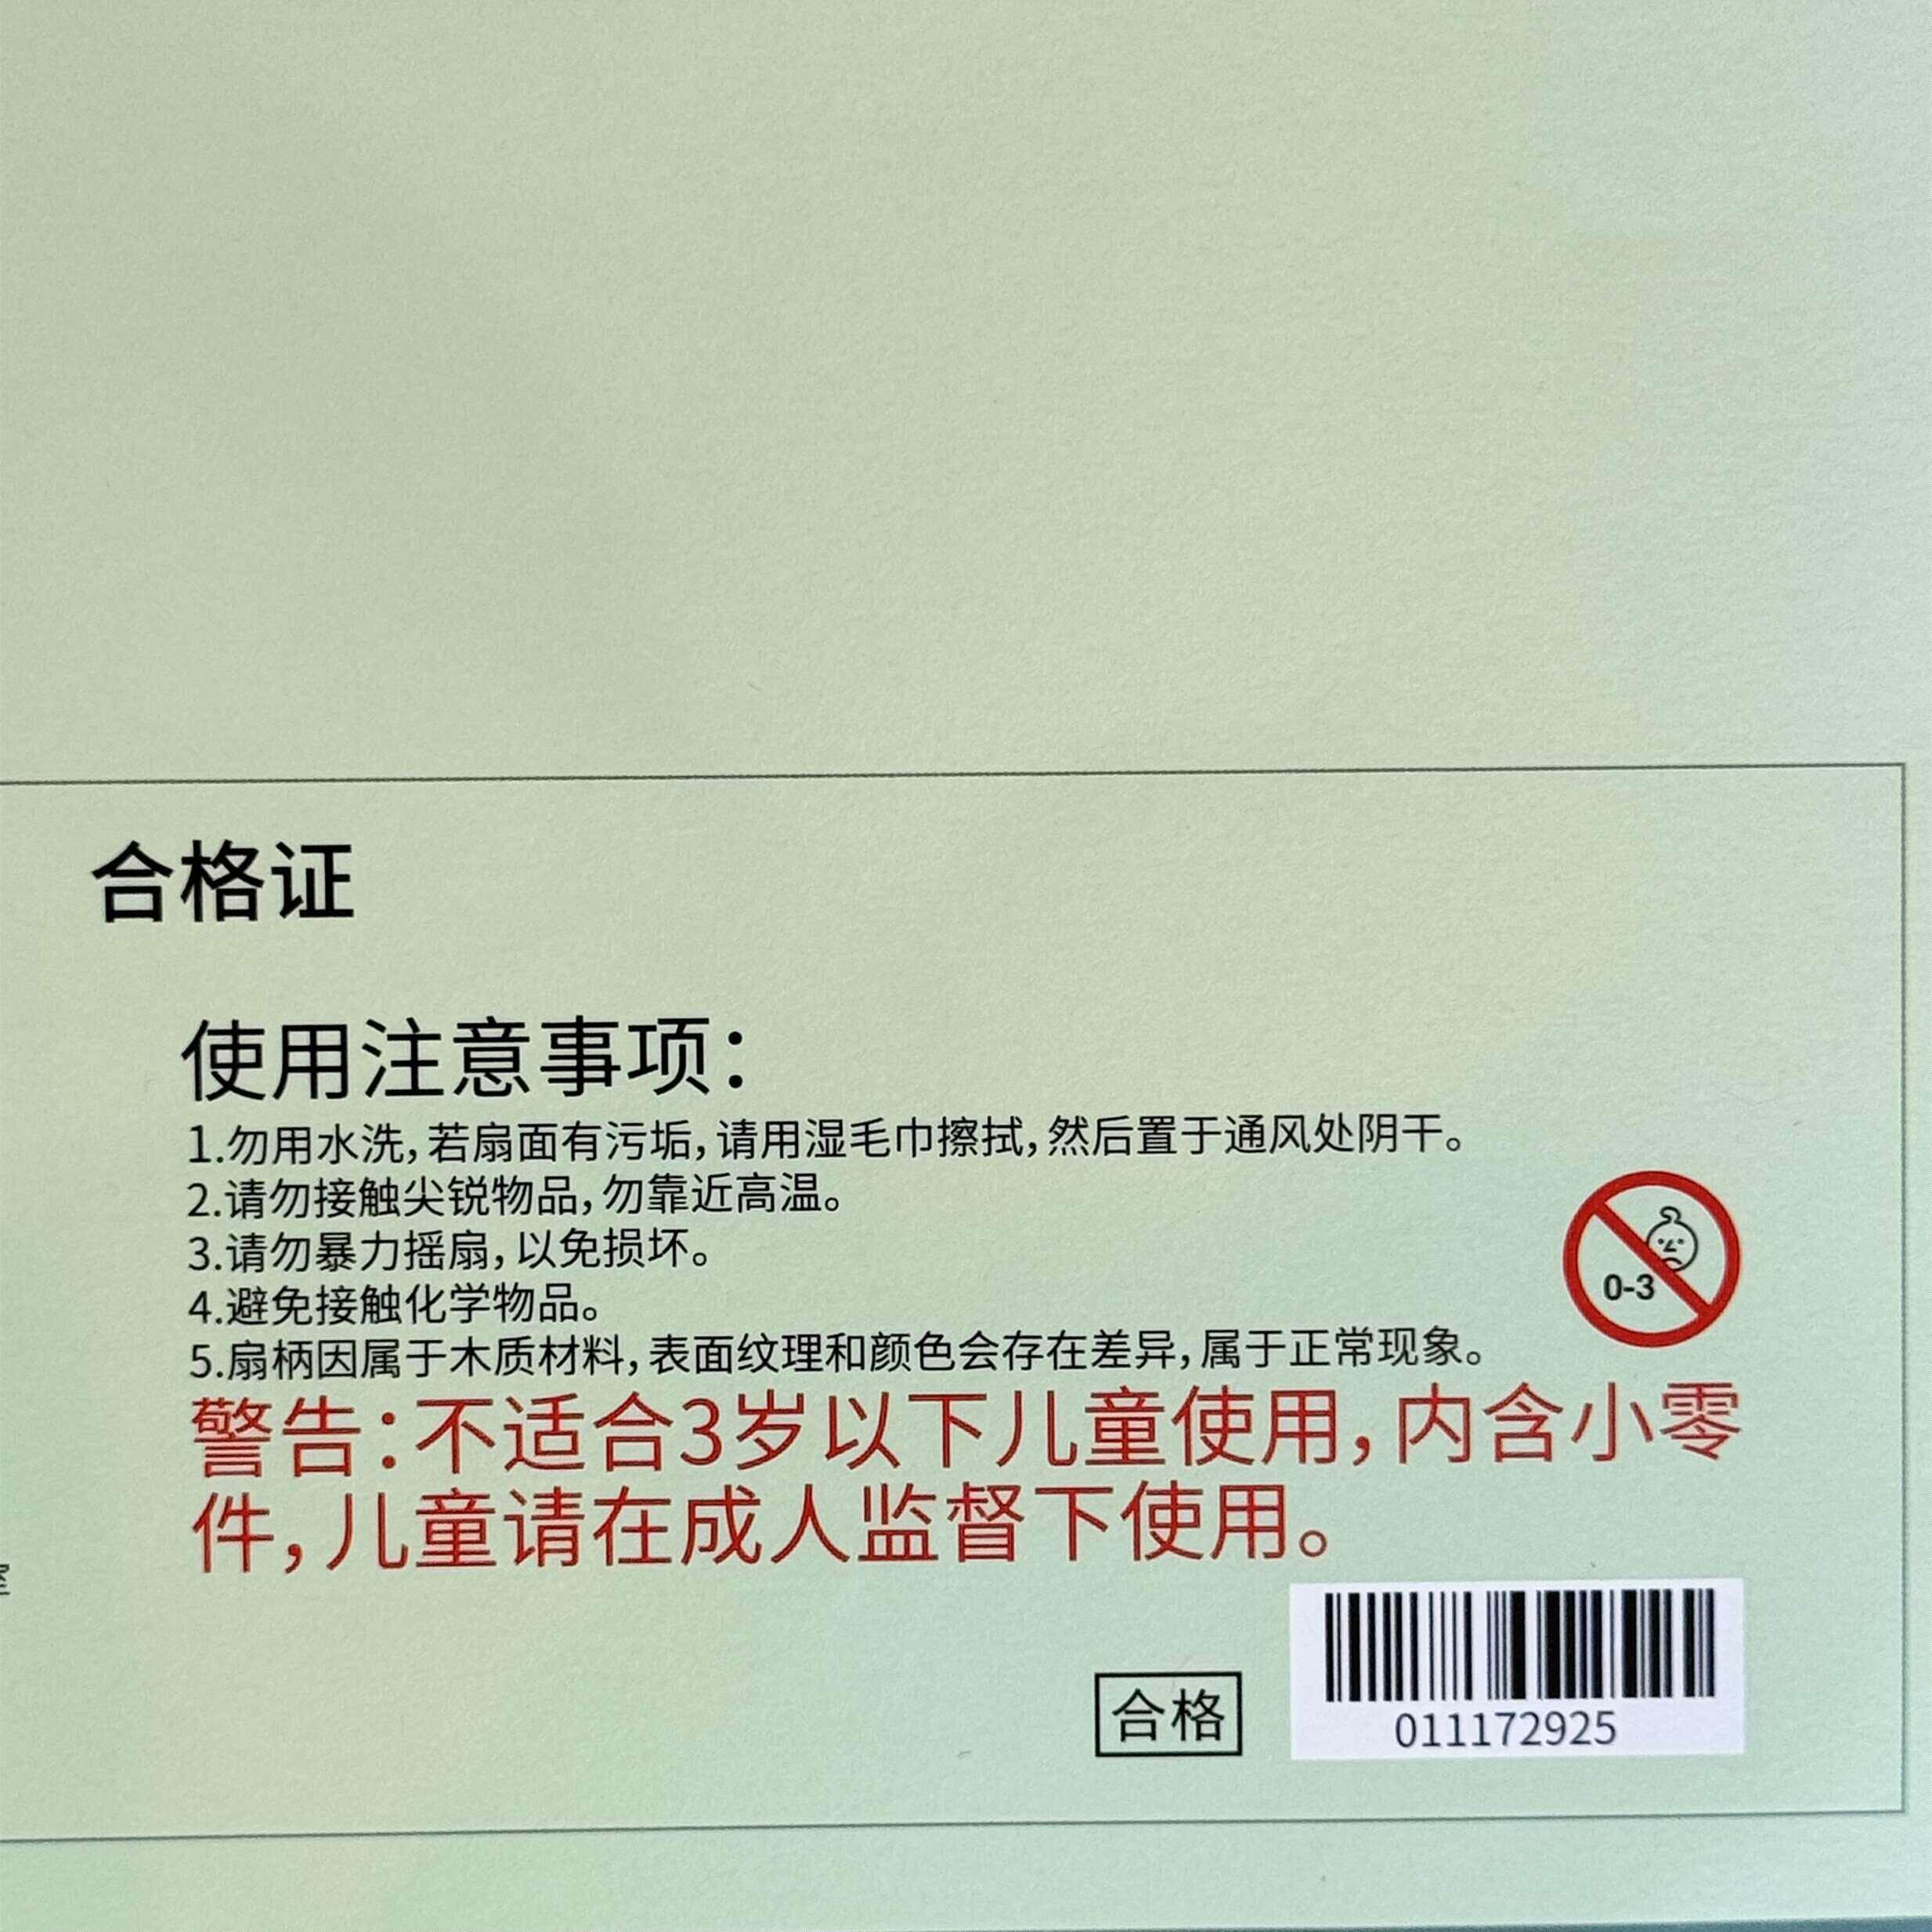 合格证
使用注意事项：
1.勿用水洗，若扇面有污垢，请用湿毛巾擦拭，然后置于通风处阴干。
2.请勿接触尖锐物品，勿靠近高温。
3.请勿暴力摇扇，以免损坏。
4.避免接触化学物品。
5.扇柄因属于木质材料，表面纹理和颜色会存在差异，属于正常现象。
0-3
警告：不适合3岁以下儿童使用，内含小零
件，儿童请在成人监督下使用。
合格
011172925